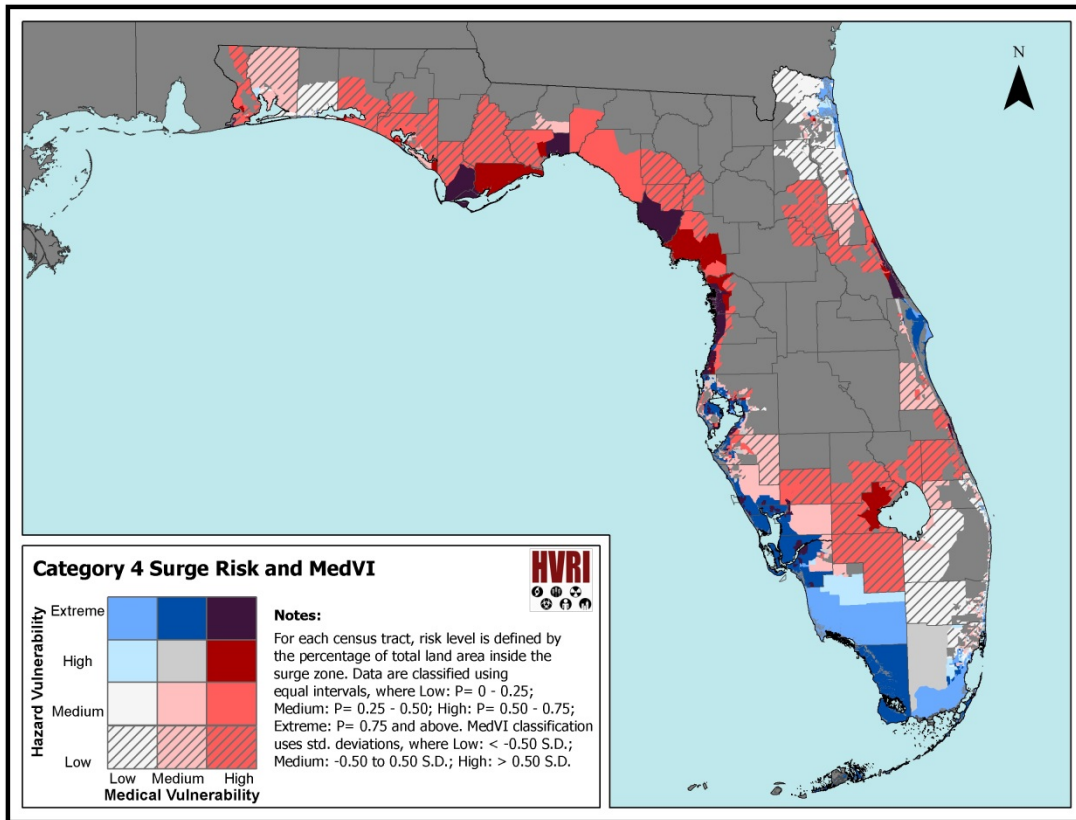 N
Category 4 Surge Risk and MedVI
HVRI
Hazard Vulnerability
Extreme
High
Medium
Low
Low Medium High
Medical Vulnerability
Notes:
For each census tract, risk level is defined by
the percentage of total land area inside the
surge zone. Data are classified using
equal intervals, where Low: P= 0 - 0.25;
Medium: P= 0.25 - 0.50; High: P= 0.50 - 0.75;
Extreme: P= 0.75 and above. MedVI classification
uses std. deviations, where Low: < -0.50 S.D.;
Medium: -0.50 to 0.50 S.D.; High: > 0.50 S.D.